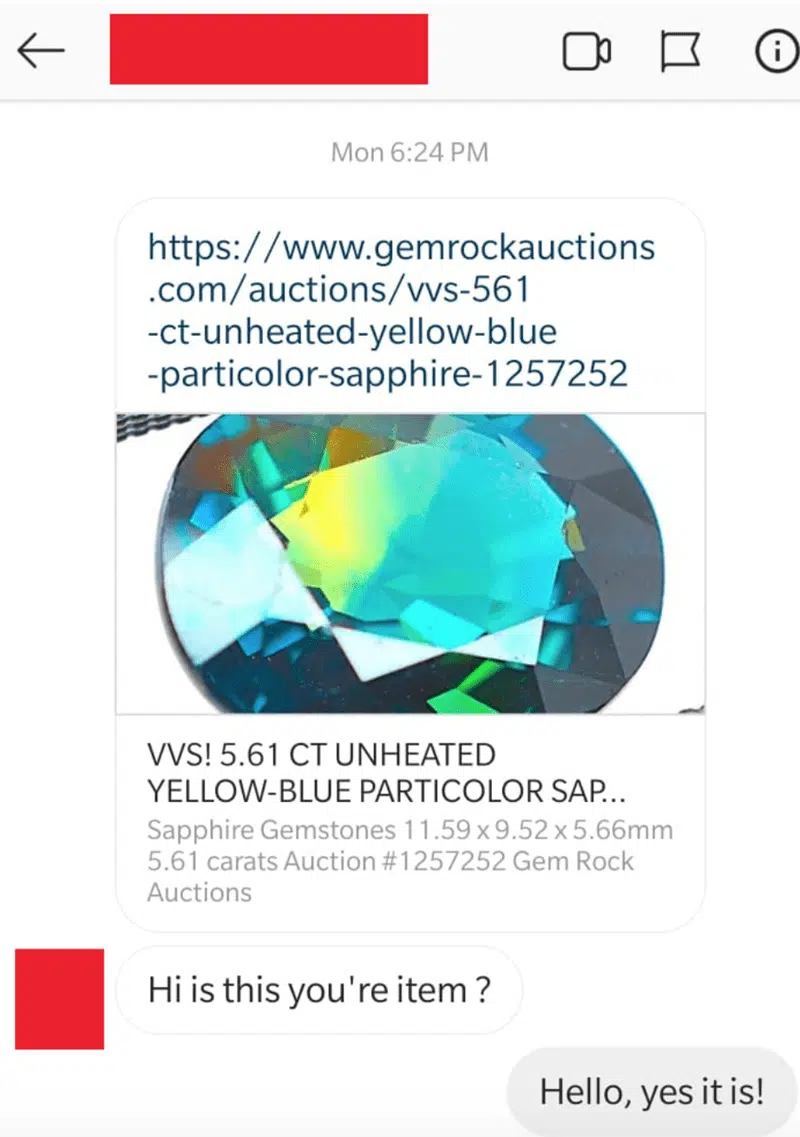 Mon 6:24 PM
https://www.gemrockauctions
.com/auctions/vvs-561
-ct-unheated-yellow-blue
-particolor-sapphire-1257252
VVS! 5.61 CT UNHEATED
YELLOW-BLUE PARTICOLOR SAP...
Sapphire Gemstones 11.59 x 9.52 x 5.66mm
5.61 carats Auction #1257252 Gem Rock
Auctions
Hi is this you're item ?
Hello, yes it is!